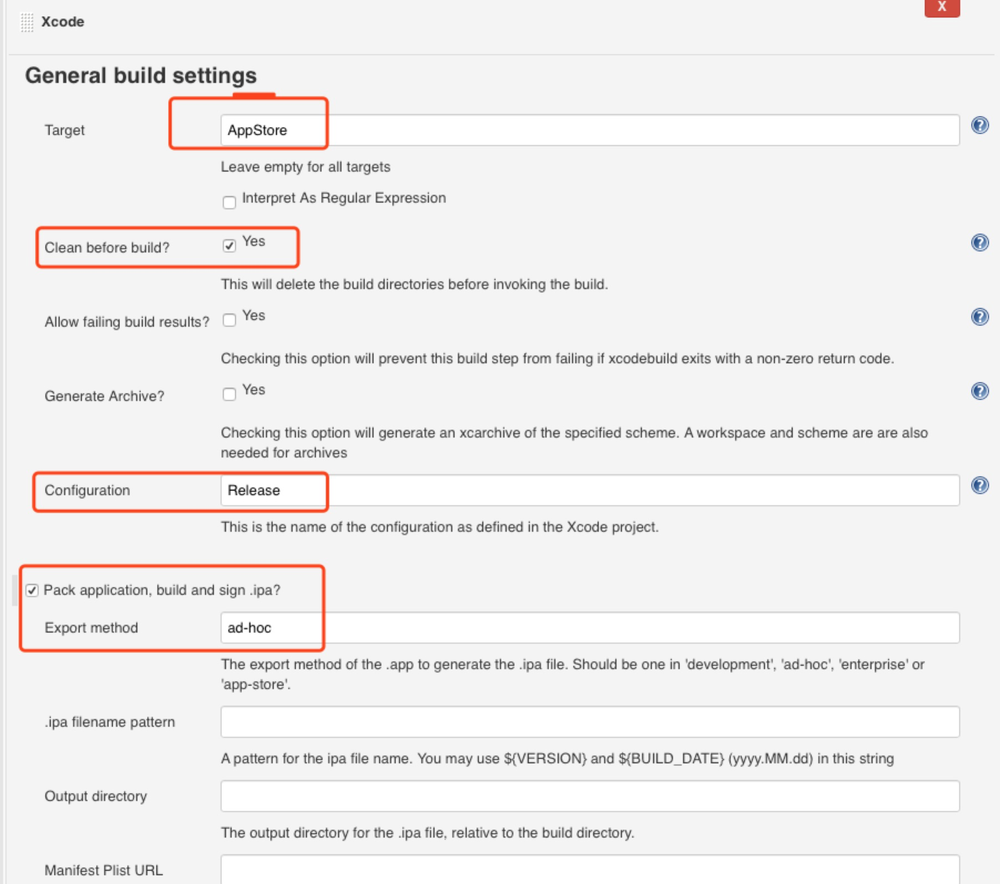 X
Xcode
General build settings
Target
AppStore
Leave empty for all targets
Interpret As Regular Expression
Clean before build?
Yes
This will delete the build directories before invoking the build.
Allow failing build results?
Yes
Checking this option will prevent this build step from failing if xcodebuild exits with a non-zero return code.
Generate Archive?
Yes
Checking this option will generate an xcarchive of the specified scheme. A workspace and scheme are are also
needed for archives
Configuration
Release
This is the name of the configuration as defined in the Xcode project.
Pack application, build and sign .ipa?
Export method
ad-hoc
The export method of the .app to generate the .ipa file. Should be one in 'development', 'ad-hoc', 'enterprise' or
'app-store'.
.ipa filename pattern
A pattern for the ipa file name. You may use ${VERSION} and ${BUILD_DATE} (yyyy.MM.dd) in this string
Output directory
The output directory for the .ipa file, relative to the build directory.
Manifest Plist URL